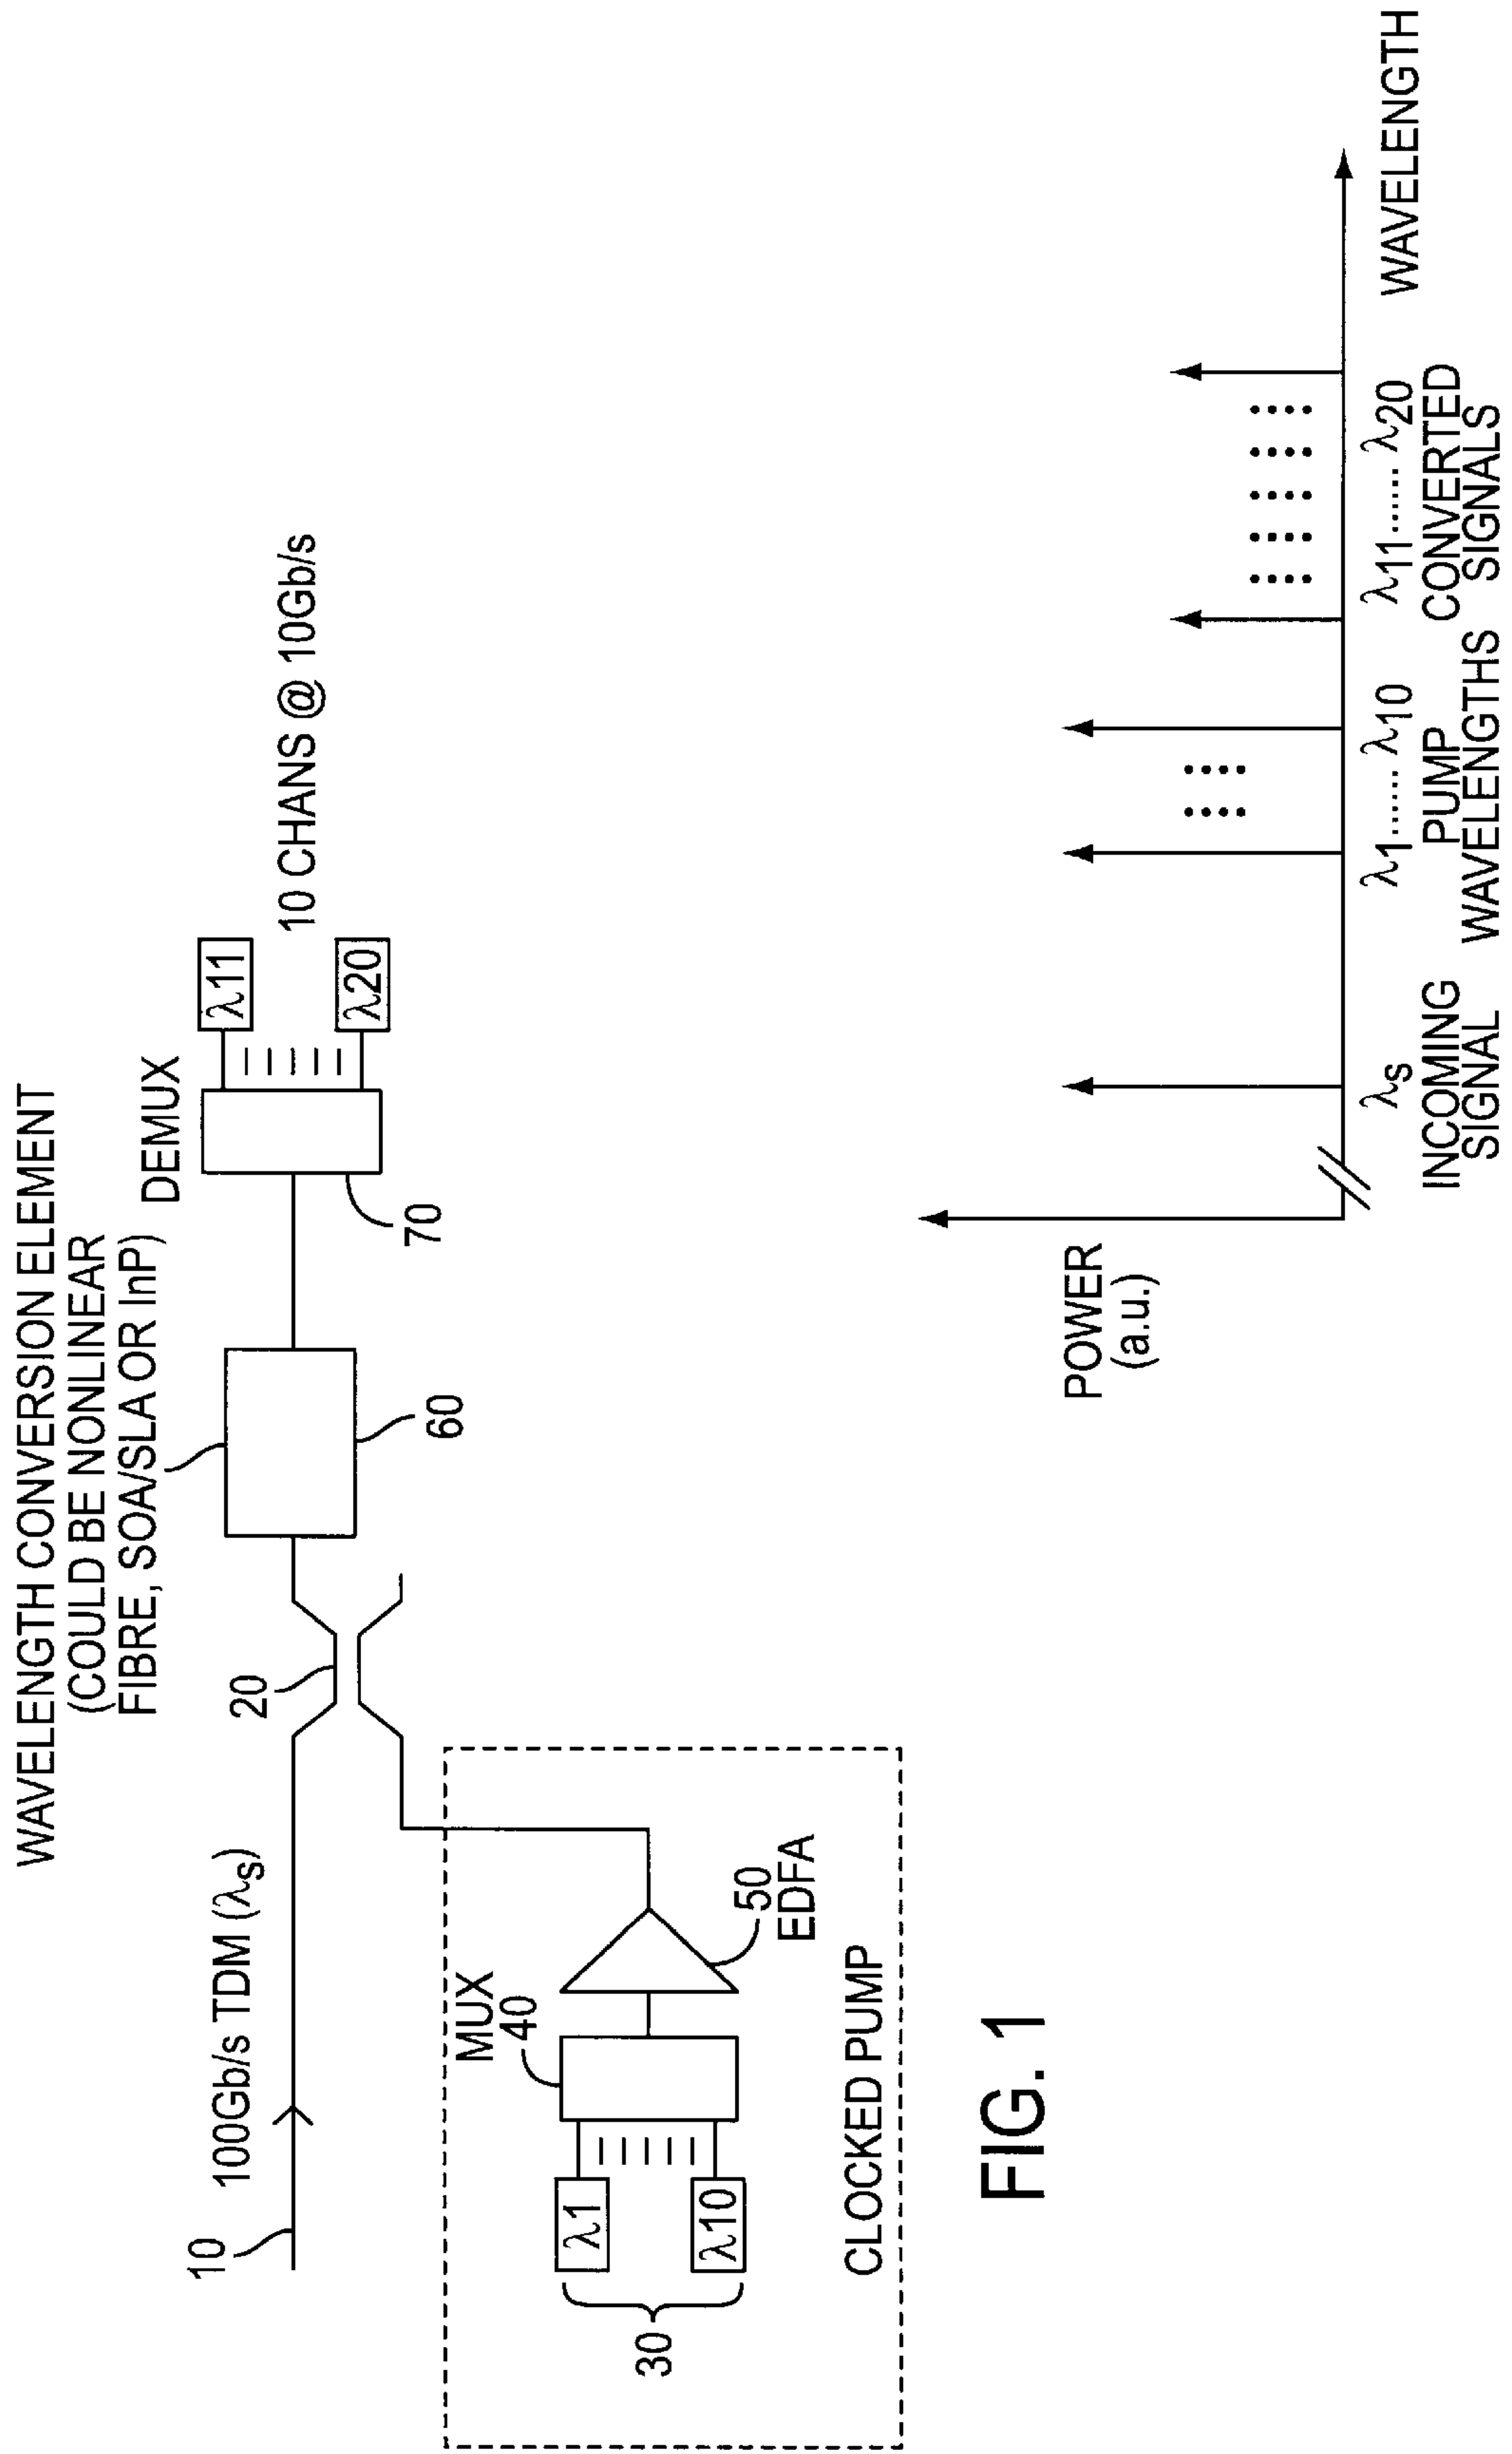 WAVELENGTH CONVERSION ELEMENT
(COULD BE NONLINEAR
FIBRE, SOA/SLA OR InP)
10
100Gb/s TDM (λs)
20
60
DEMUX
70
λ11
λ20
10 CHANS @ 10Gb/s
30
λ1
λ10
MUX
40
50
EDFA
CLOCKED PUMP
POWER
(a.u.)
λs
λ1...... λ10
λ11...... λ20
WAVELENGTH
INCOMING
SIGNAL
PUMP
WAVELENGTHS
CONVERTED
SIGNALS
FIG. 1